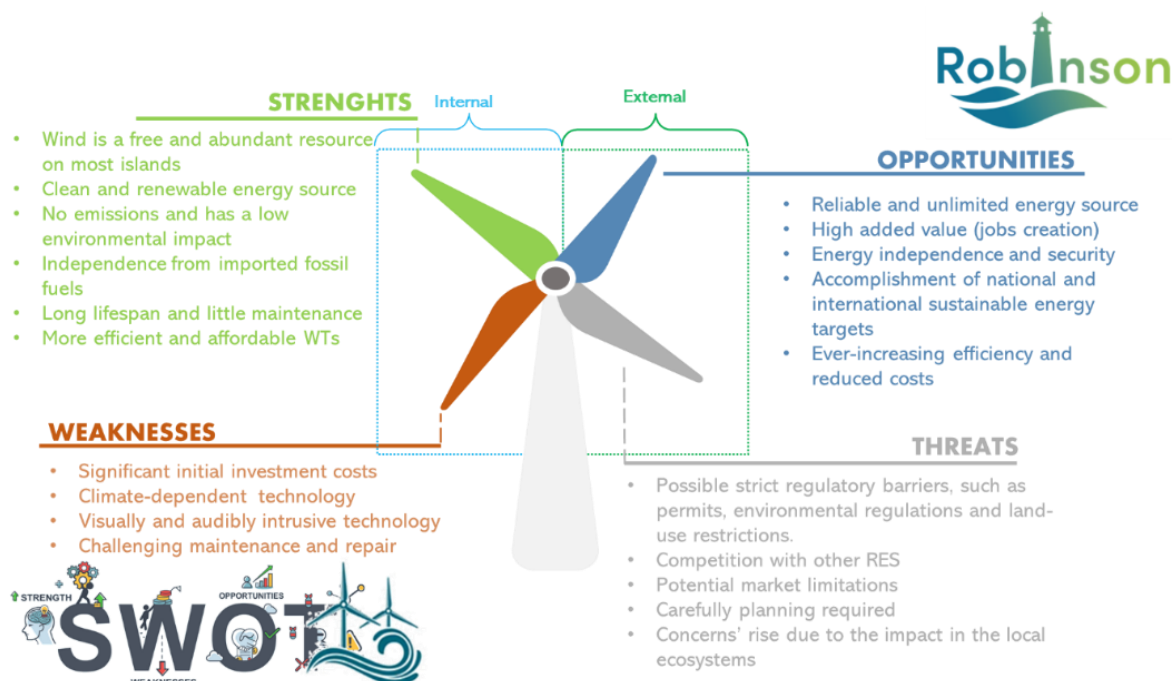 Robinson
STRENGHTS
Internal
External
• Wind is a free and abundant resource
on most islands
• Clean and renewable energy source
• No emissions and has a low
environmental impact
• Independence from imported fossil
fuels
• Long lifespan and little maintenance
• More efficient and affordable WTs
OPPORTUNITIES
• Reliable and unlimited energy source
• High added value (jobs creation)
• Energy independence and security
• Accomplishment of national and
international sustainable energy
targets
• Ever-increasing efficiency and
reduced costs
WEAKNESSES
• Significant initial investment costs
• Climate-dependent technology
• Visually and audibly intrusive technology
• Challenging maintenance and repair
THREATS
• Possible strict regulatory barriers, such as
permits, environmental regulations and land-
use restrictions.
• Competition with other RES
• Potential market limitations
• Carefully planning required
• Concerns' rise due to the impact in the local
ecosystems
STRENGTH
OPPORTUNITIES
SWOT
WEAKNESSES